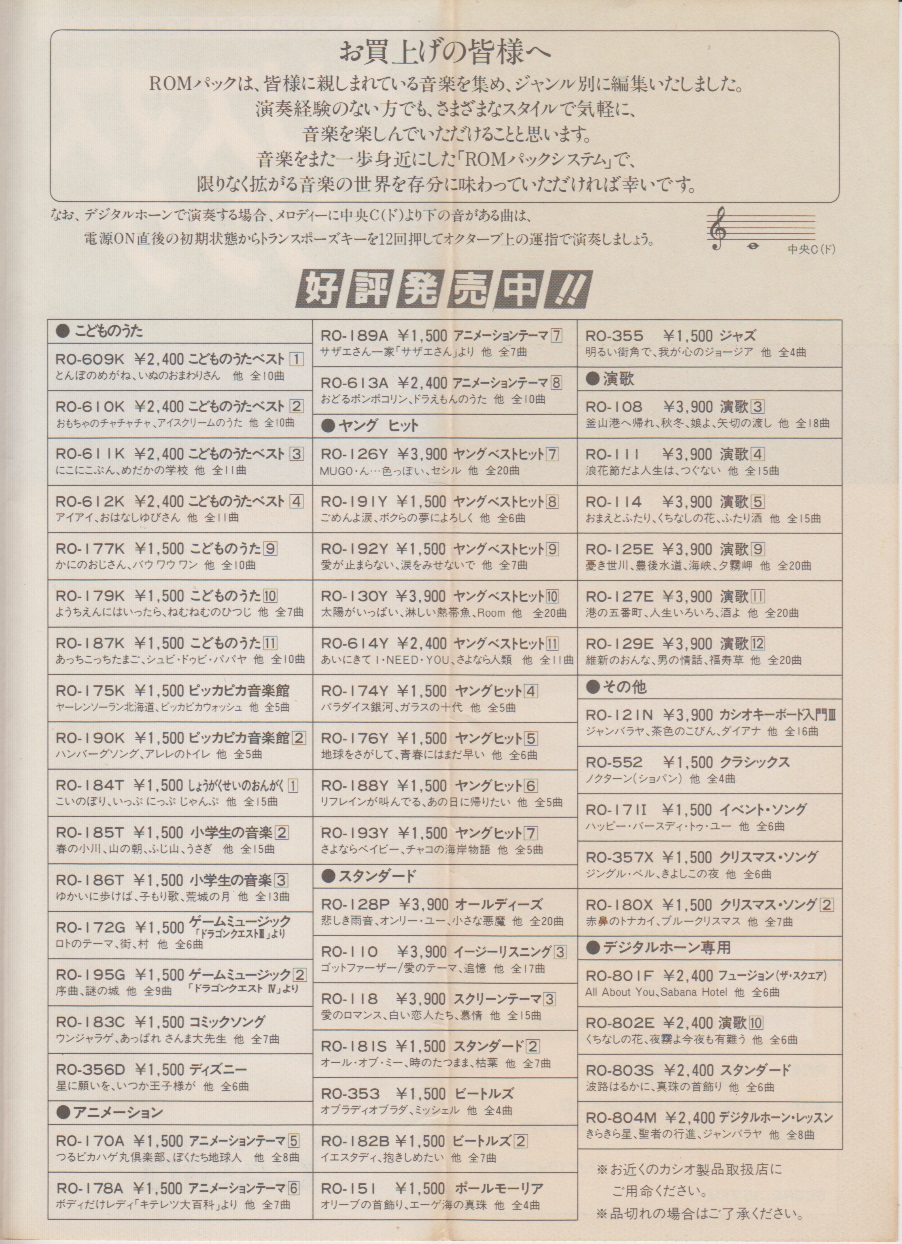 お買上げの皆様へ
ROMパックは、皆様に親しまれている音楽を集め、ジャンル別に編集いたしました。
演奏経験のない方でも、さまざまなスタイルで気軽に、
音楽を楽しんでいただけることと思います。
音楽をまた一歩身近にした「ROMパックシステム」で、
限りなく拡がる音楽の世界を存分に味わっていただければ幸いです。
なお、デジタルホーンで演奏する場合、メロディーに中央C(ド)より下の音がある曲は、
電源ON直後の初期状態からトランスポーズキーを12回押してオクターブ上の運指で演奏しましょう。
中央C(ド)
好評発売中!!
●こどものうた
RO-609K ¥2,400 こどものうたベスト1
とんぼのめがね、いぬのおまわりさん 他 全10曲
RO-610K ¥2,400 こどものうたベスト2
おもちゃのチャチャチャ、アイスクリームのうた 他 全10曲
RO-611K ¥2,400 こどものうたベスト3
にこにこぷん、めだかの学校 他 全11曲
RO-612K ¥2,400 こどものうたベスト4
アイアイ、おはなしゆびさん 他 全11曲
RO-177K ¥1,500 こどものうた9
かにのおじさん、バウ ワウ ワン 他 全10曲
RO-179K ¥1,500 こどものうた10
ようちえんにはいったら、ねむねむのひつじ 他 全7曲
RO-187K ¥1,500 こどものうた11
あっちこっちたまご、シュビ・ドゥビ・パパヤ 他 全10曲
RO-175K ¥1,500 ピッカピカ音楽館
ヤーレンソーラン北海道、ピッカピカウォッシュ 他 全5曲
RO-190K ¥1,500 ピッカピカ音楽館2
ハンバーグソング、アレレのトイレ 他 全5曲
RO-184T ¥1,500 しょうがくせいのおんがく1
こいのぼり、いっぷ にっぷ じゃんぷ 他 全15曲
RO-185T ¥1,500 小学生の音楽2
春の小川、山の朝、ふじ山、うさぎ 他 全15曲
RO-186T ¥1,500 小学生の音楽3
ゆかいに歩けば、子もり歌、荒城の月 他 全13曲
RO-172G ¥1,500 ゲームミュージック
「ドラゴンクエストⅢ」より
ロトのテーマ、街、村 他 全6曲
RO-195G ¥1,500 ゲームミュージック2
序曲、謎の城 他 全9曲 「ドラゴンクエスト Ⅳ」より
RO-183C ¥1,500 コミックソング
ウンジャラゲ、あっぱれ さんま大先生 他 全7曲
RO-356D ¥1,500 ディズニー
星に願いを、いつか王子様が 他 全6曲
●アニメーション
RO-170A ¥1,500 アニメーションテーマ5
つるピカハゲ丸倶楽部、ぼくたち地球人 他 全8曲
RO-178A ¥1,500 アニメーションテーマ6
ボディだけレディ「キテレツ大百科」より 他 全7曲
RO-189A ¥1,500 アニメーションテーマ7
サザエさん一家「サザエさん」より 他 全7曲
RO-613A ¥2,400 アニメーションテーマ8
おどるポンポコリン、ドラえもんのうた 他 全10曲
●ヤング ヒット
RO-126Y ¥3,900 ヤングベストヒット7
MUGO・ん…色っぽい、セシル 他 全20曲
RO-191Y ¥1,500 ヤングベストヒット8
ごめんよ涙、ボクらの夢によろしく 他 全6曲
RO-192Y ¥1,500 ヤングベストヒット9
愛が止まらない、涙をみせないで 他 全7曲
RO-130Y ¥3,900 ヤングベストヒット10
太陽がいっぱい、淋しい熱帯魚、Room 他 全20曲
RO-614Y ¥2,400 ヤングベストヒット11
あいにきて I・NEED・YOU、さよなら人類 他 全11曲
RO-174Y ¥1,500 ヤングヒット4
パラダイス銀河、ガラスの十代 他 全5曲
RO-176Y ¥1,500 ヤングヒット5
地球をさがして、青春にはまだ早い 他 全6曲
RO-188Y ¥1,500 ヤングヒット6
リフレインが叫んでる、あの日に帰りたい 他 全5曲
RO-193Y ¥1,500 ヤングヒット7
さよならベイビー、チャコの海岸物語 他 全5曲
●スタンダード
RO-128P ¥3,900 オールディーズ
悲しき雨音、オンリー・ユー、小さな悪魔 他 全20曲
RO-110 ¥3,900 イージーリスニング3
ゴットファーザー/愛のテーマ、追憶 他 全17曲
RO-118 ¥3,900 スクリーンテーマ3
愛のロマンス、白い恋人たち、慕情 他 全15曲
RO-181S ¥1,500 スタンダード2
オール・オブ・ミー、時のたつまま、枯葉 他 全7曲
RO-353 ¥1,500 ビートルズ
オブラディオブラダ、ミッシェル 他 全4曲
RO-182B ¥1,500 ビートルズ2
イエスタディ、抱きしめたい 他 全7曲
RO-151 ¥1,500 ポールモーリア
オリーブの首飾り、エーゲ海の真珠 他 全4曲
RO-355 ¥1,500 ジャズ
明るい街角で、我が心のジョージア 他 全4曲
●演歌
RO-108 ¥3,900 演歌3
釜山港へ帰れ、秋冬、娘よ、矢切の渡し 他 全18曲
RO-111 ¥3,900 演歌4
浪花節だよ人生は、つぐない 他 全15曲
RO-114 ¥3,900 演歌5
おまえとふたり、くちなしの花、ふたり酒 他 全15曲
RO-125E ¥3,900 演歌9
憂き世川、豊後水道、海峡、夕霧岬 他 全20曲
RO-127E ¥3,900 演歌11
港の五番町、人生いろいろ、酒よ 他 全20曲
RO-129E ¥3,900 演歌12
維新のおんな、男の情話、福寿草 他 全20曲
●その他
RO-121N ¥3,900 カシオキーボード入門Ⅲ
ジャンバラヤ、茶色のこびん、ダイアナ 他 全16曲
RO-552 ¥1,500 クラシックス
ノクターン(ショパン) 他 全4曲
RO-171I ¥1,500 イベント・ソング
ハッピー・バースディ・トゥ・ユー 他 全6曲
RO-357X ¥1,500 クリスマス・ソング
ジングル・ベル、きよしこの夜 他 全6曲
RO-180X ¥1,500 クリスマス・ソング2
赤鼻のトナカイ、ブルークリスマス 他 全7曲
●デジタルホーン専用
RO-801F ¥2,400 フュージョン(ザ・スクェア)
All About You、Sabana Hotel 他 全6曲
RO-802E ¥2,400 演歌10
くちなしの花、夜霧よ今夜も有難う 他 全6曲
RO-803S ¥2,400 スタンダード
波路はるかに、真珠の首飾り 他 全6曲
RO-804M ¥2,400 デジタルホーン・レッスン
きらきら星、聖者の行進、ジャンバラヤ 他 全8曲
※お近くのカシオ製品取扱店に
ご用命ください。
※品切れの場合はご了承ください。